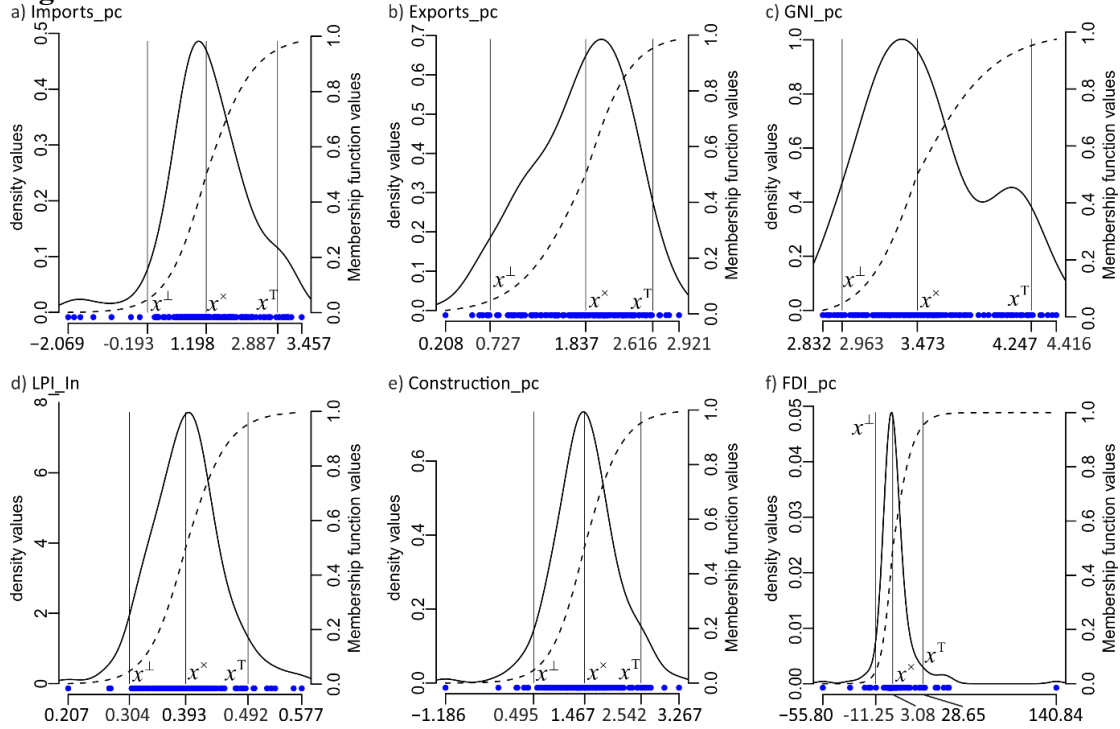 a) Imports_pc
density values
0.0 0.1 0.2 0.3 0.4 0.5
Membership function values
0.0 0.2 0.4 0.6 0.8 1.0
x⊥ x× xT
−2.069 -0.193 1.198 2.887 3.457
b) Exports_pc
density values
0.0 0.1 0.2 0.3 0.4 0.5 0.6 0.7
Membership function values
0.0 0.2 0.4 0.6 0.8 1.0
x⊥
x× xT
0.208 0.727 1.837 2.616 2.921
c) GNI_pc
density values
0.0 0.2 0.4 0.6 0.8 1.0
Membership function values
0.0 0.2 0.4 0.6 0.8 1.0
x⊥ x× xT
2.832 2.963 3.473 4.247 4.416
d) LPI_ln
density values
0 2 4 6 8
Membership function values
0.0 0.2 0.4 0.6 0.8 1.0
x⊥ x× xT
0.207 0.304 0.393 0.492 0.577
e) Construction_pc
density values
0.0 0.2 0.4 0.6
Membership function values
0.0 0.2 0.4 0.6 0.8 1.0
x⊥ x× xT
−1.186 0.495 1.467 2.542 3.267
f) FDI_pc
density values
0.00 0.01 0.02 0.03 0.04 0.05
Membership function values
0.0 0.2 0.4 0.6 0.8 1.0
x⊥
x× xT
−55.80 -11.25 3.08 28.65 140.84